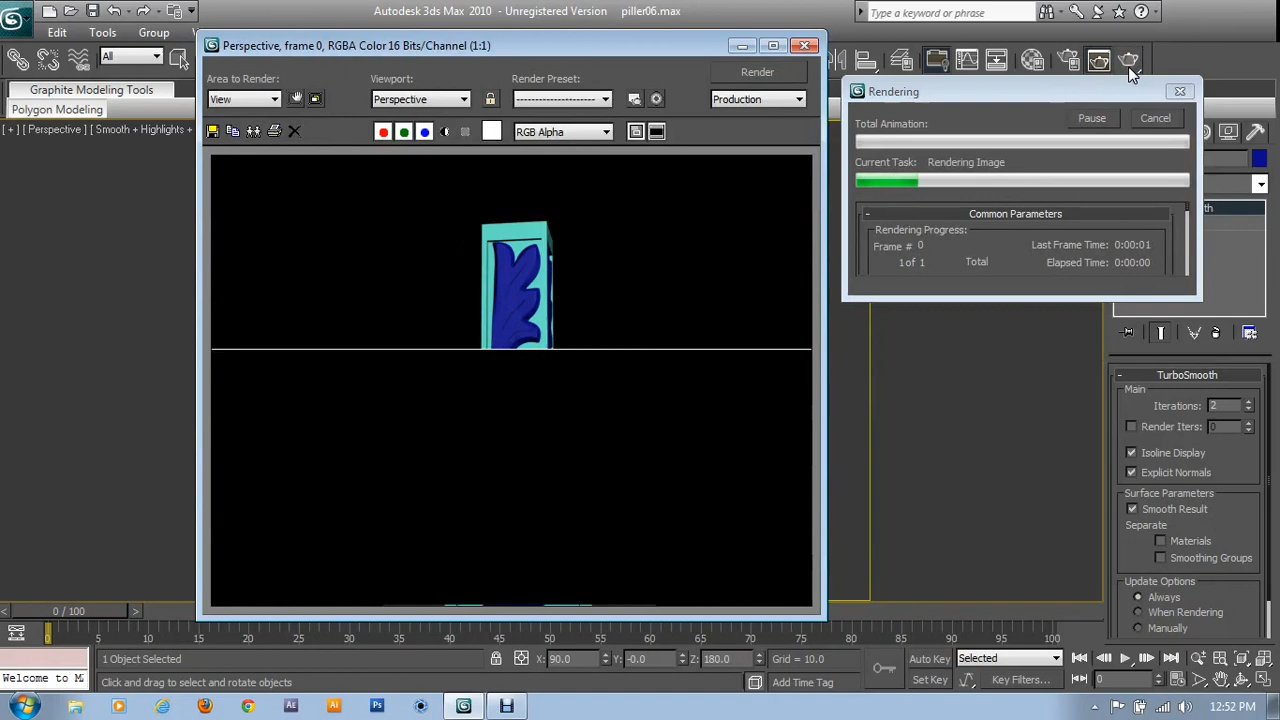 Autodesk 3ds Max 2010 - Unregistered Version piller06.max
Type a keyword or phrase
Edit Tools Group
All
Graphite Modeling Tools
Polygon Modeling
[ + ] [ Perspective ] [ Smooth + Highlights +
Perspective, frame 0, RGBA Color 16 Bits/Channel (1:1)
Area to Render: Viewport: Render Preset: Render
View Perspective Production
RGB Alpha
Rendering
Total Animation: Pause Cancel
Current Task: Rendering Image
- Common Parameters
Rendering Progress:
Frame # 0 Last Frame Time: 0:00:01
1 of 1 Total Elapsed Time: 0:00:00
th
- TurboSmooth
Main
Iterations: 2
Render Iters: 0
Isoline Display
Explicit Normals
Surface Parameters
Smooth Result
Separate
Materials
Smoothing Groups
Update Options
Always
When Rendering
Manually
< 0 / 100 >
0 5 10 15 20 25 30 35 40 45 50 55 60 65 70 75 80 85 90 95 100
1 Object Selected X: 90.0 Y: -0.0 Z: 180.0 Grid = 10.0 Auto Key Selected
Welcome to M
Click and drag to select and rotate objects Add Time Tag Set Key Key Filters... 0
Ae Ai Ps
12:52 PM